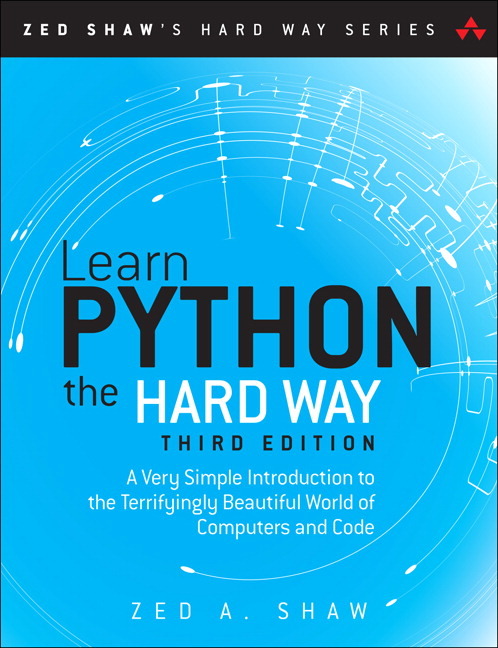 ZED SHAW'S HARD WAY SERIES
Learn
PYTHON
the HARD WAY
THIRD EDITION
A Very Simple Introduction to
the Terrifyingly Beautiful World of
Computers and Code
ZED A. SHAW